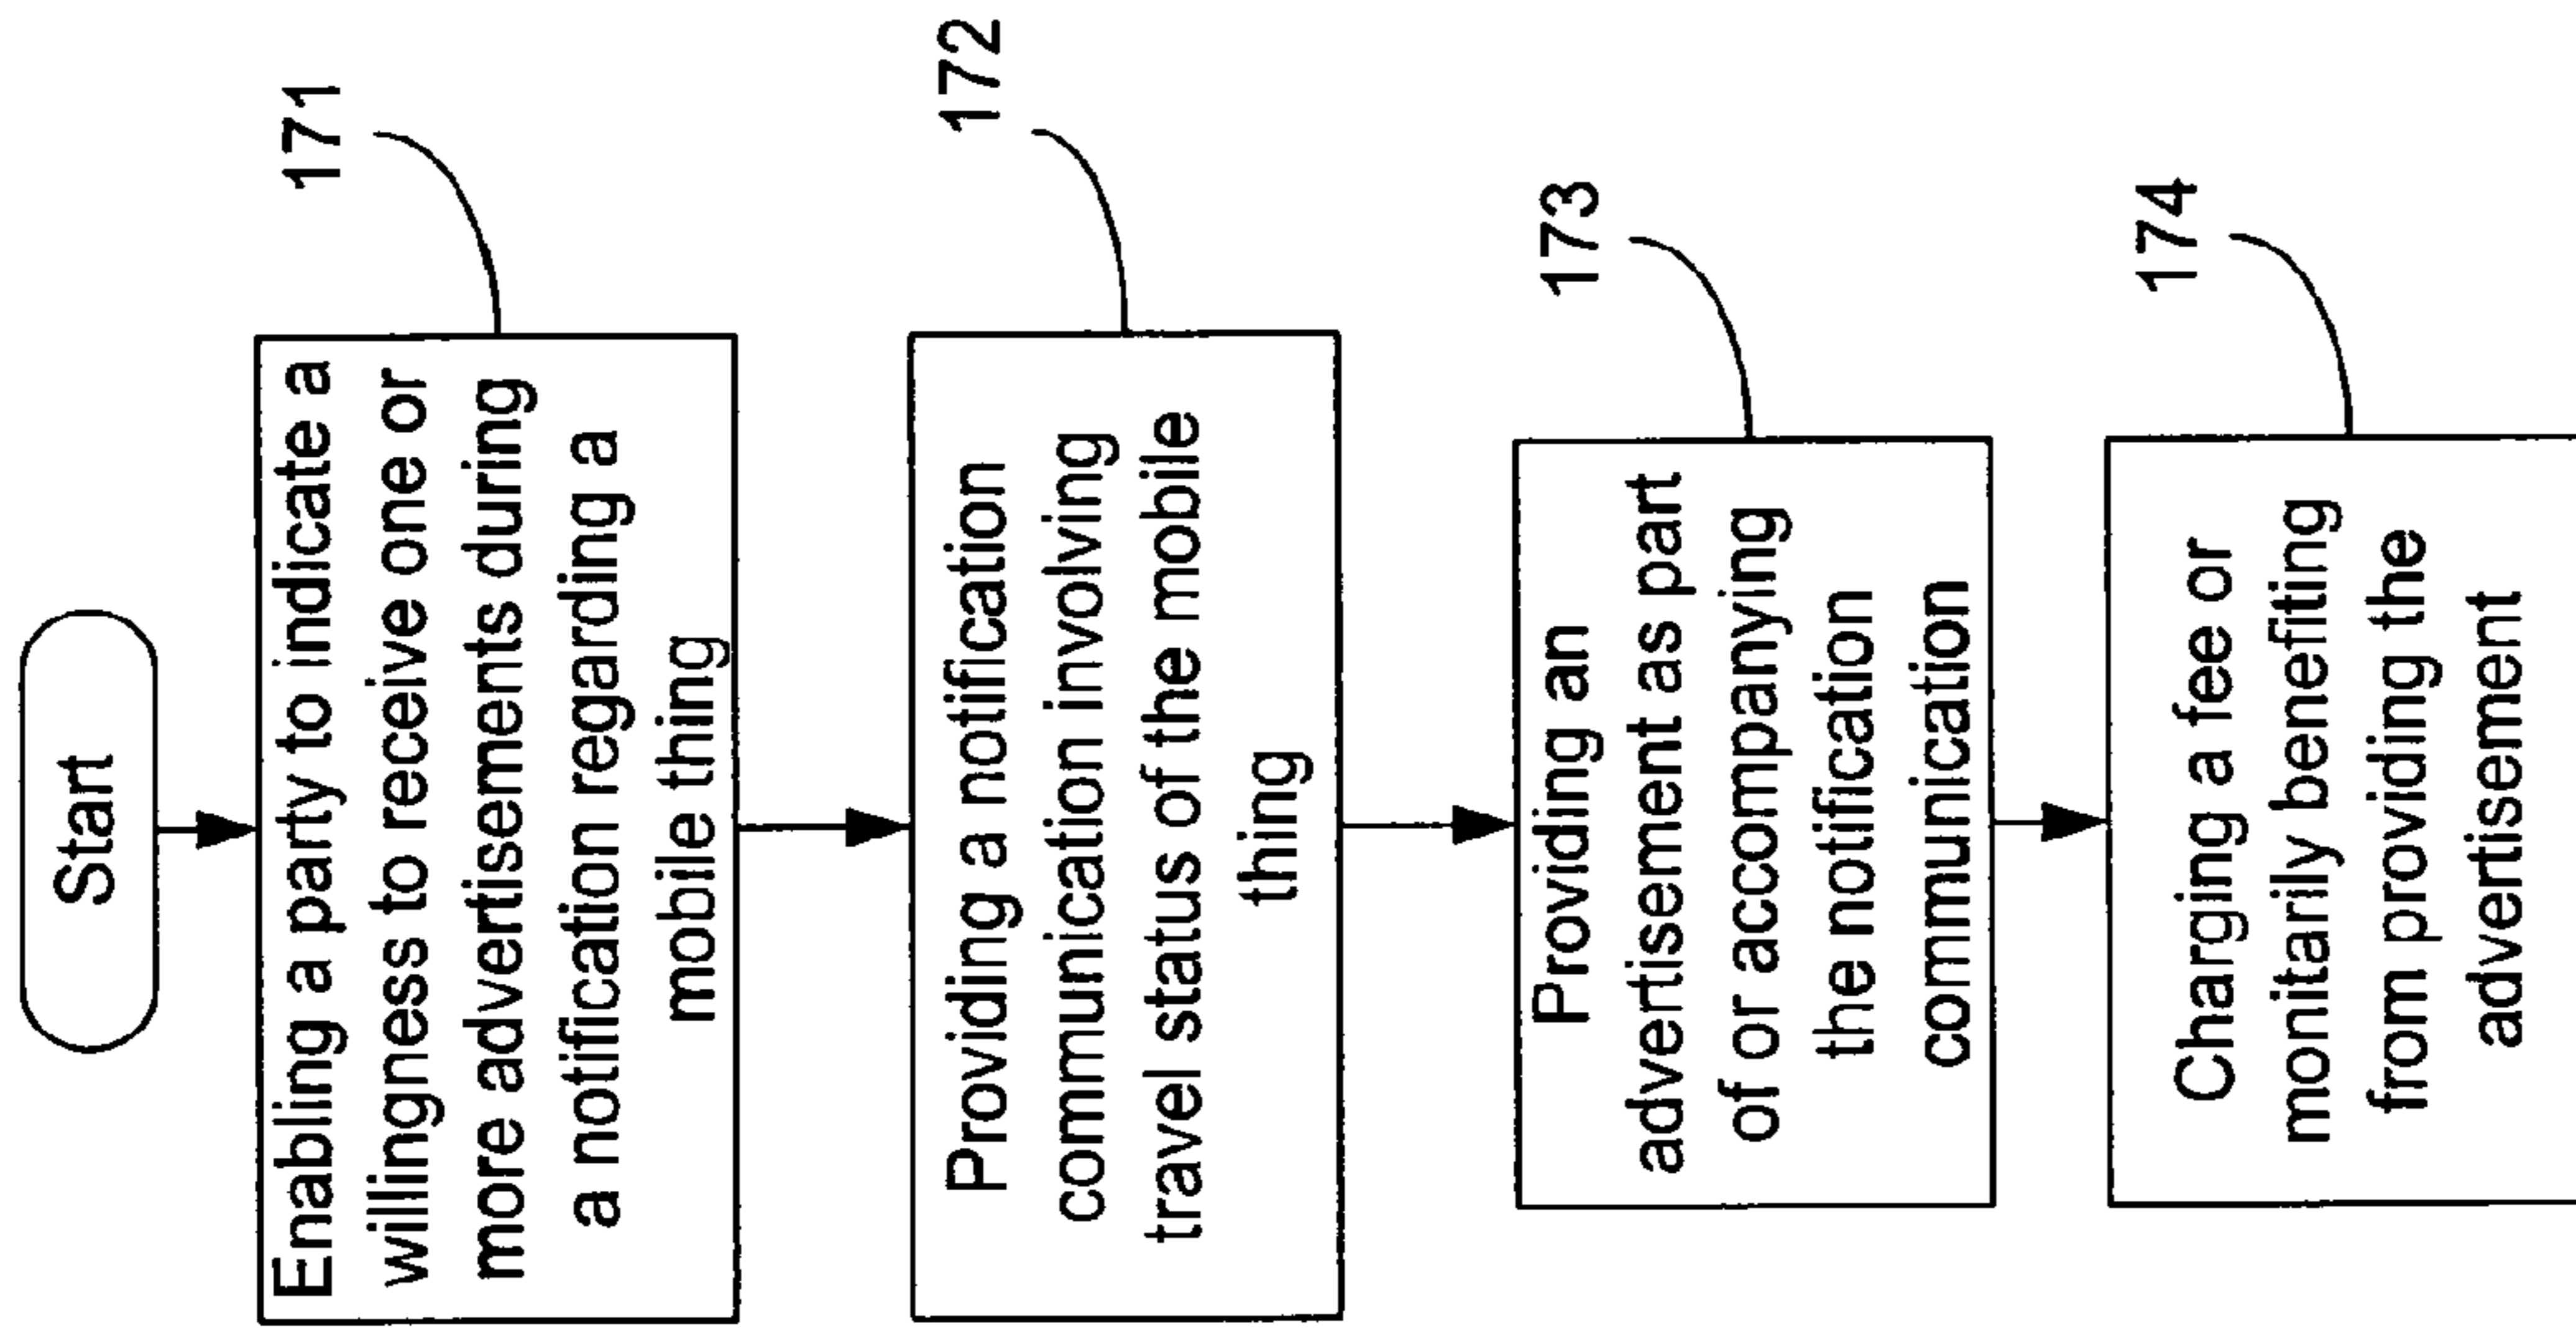 Start
Enabling a party to indicate a
willingness to receive one or
more advertisements during
a notification regarding a
mobile thing
171
Providing a notification
communication involving
travel status of the mobile
thing
172
Providing an
advertisement as part
of or accompanying
the notification
communication
173
Charging a fee or
monitarily benefiting
from providing the
advertisement
174